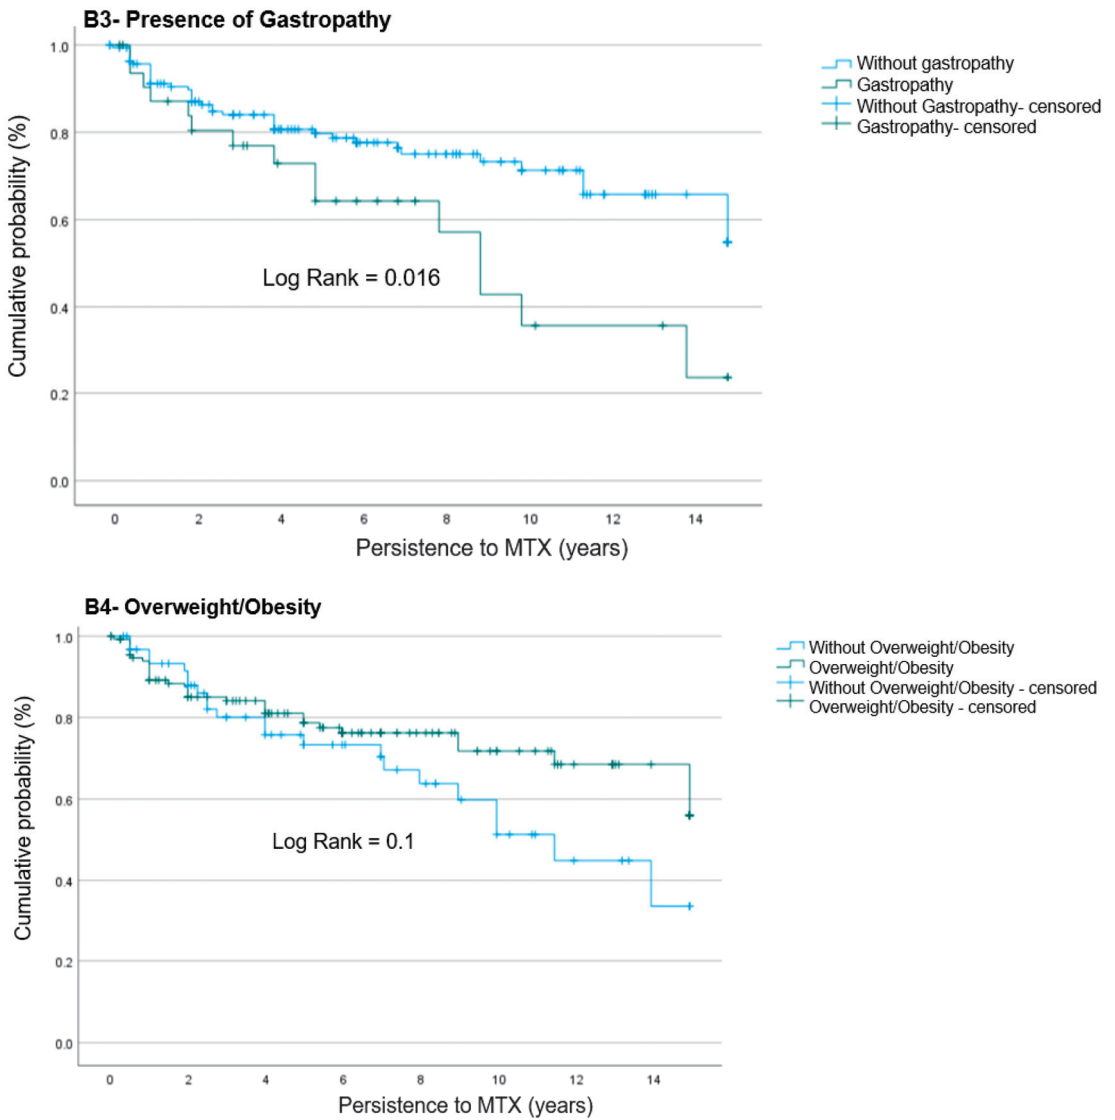 B3- Presence of Gastropathy
Cumulative probability (%)
1.0
0.8
0.6
0.4
0.2
0.0
Without gastropathy
Gastropathy
Without Gastropathy- censored
Gastropathy- censored
Log Rank = 0.016
0 2 4 6 8 10 12 14
Persistence to MTX (years)
B4- Overweight/Obesity
Cumulative probability (%)
1.0
0.8
0.6
0.4
0.2
0.0
Without Overweight/Obesity
Overweight/Obesity
Without Overweight/Obesity - censored
Overweight/Obesity - censored
Log Rank = 0.1
0 2 4 6 8 10 12 14
Persistence to MTX (years)